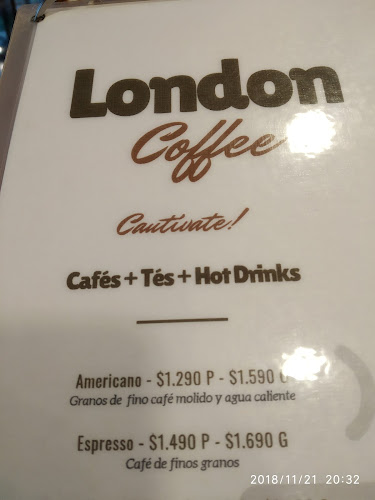 London
Coffee
Cautívate!
Cafés + Tés + Hot Drinks
Americano - $1.290 P - $1.590 G
Granos de fino café molido y agua caliente
Espresso - $1.490 P - $1.690 G
Café de finos granos
2018/11/21 20:32